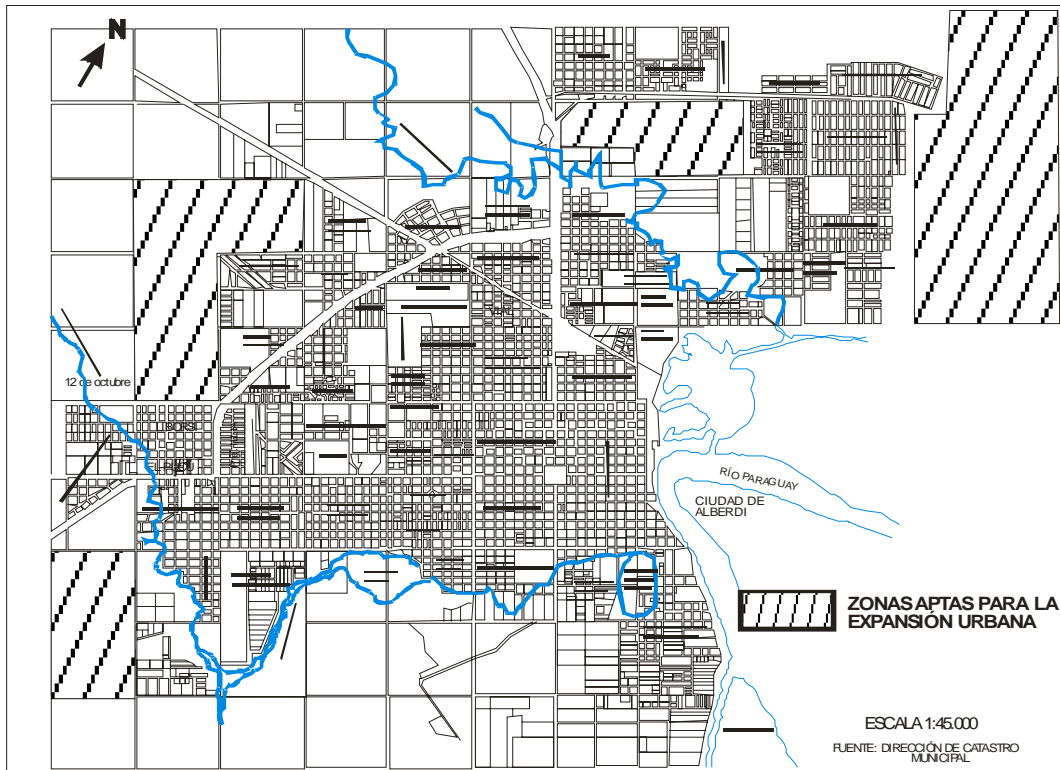 N
12 de octubre
RÍO PARAGUAY
CIUDAD DE
ALBERDI
ZONAS APTAS PARA LA
EXPANSIÓN URBANA
ESCALA 1:45.000
FUENTE: DIRECCIÓN DE CATASTRO
MUNICIPAL